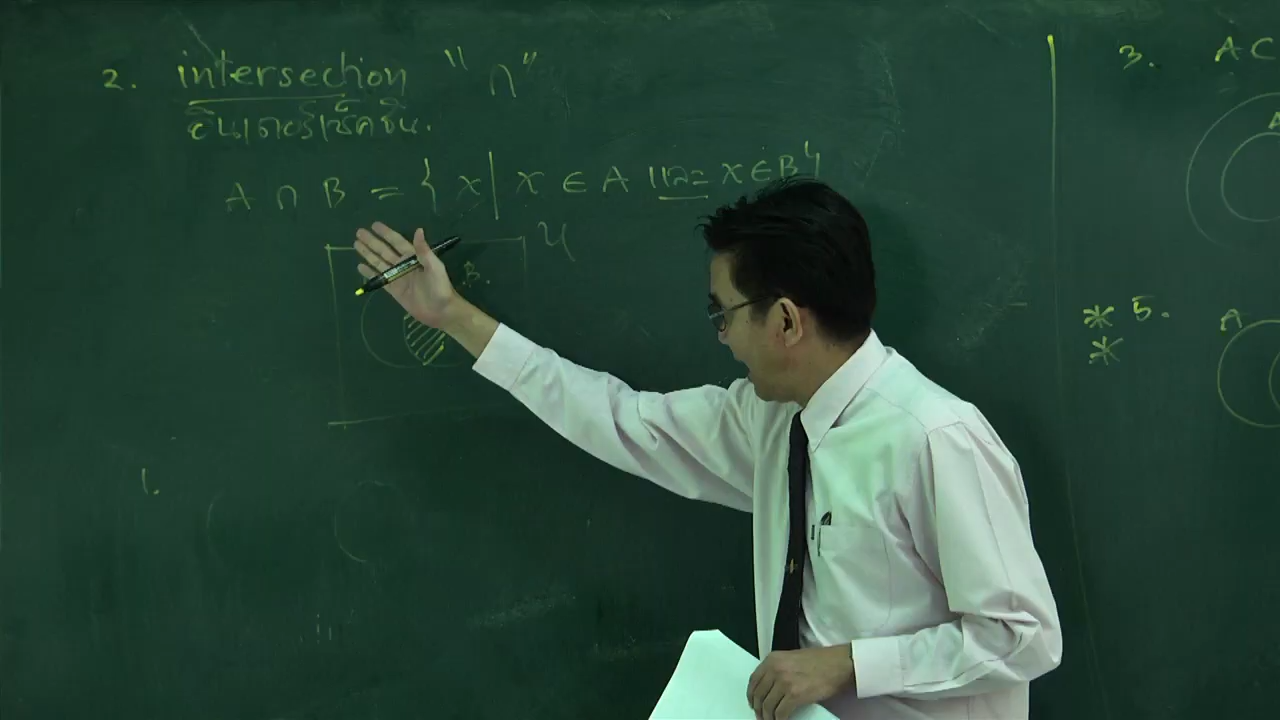 2. intersection " ∩ "
อินเตอร์เซ็คชั่น.
A ∩ B = { x | x ∈ A และ x ∈ B }
U
B.
1.
3. A C
A
** 5.
A